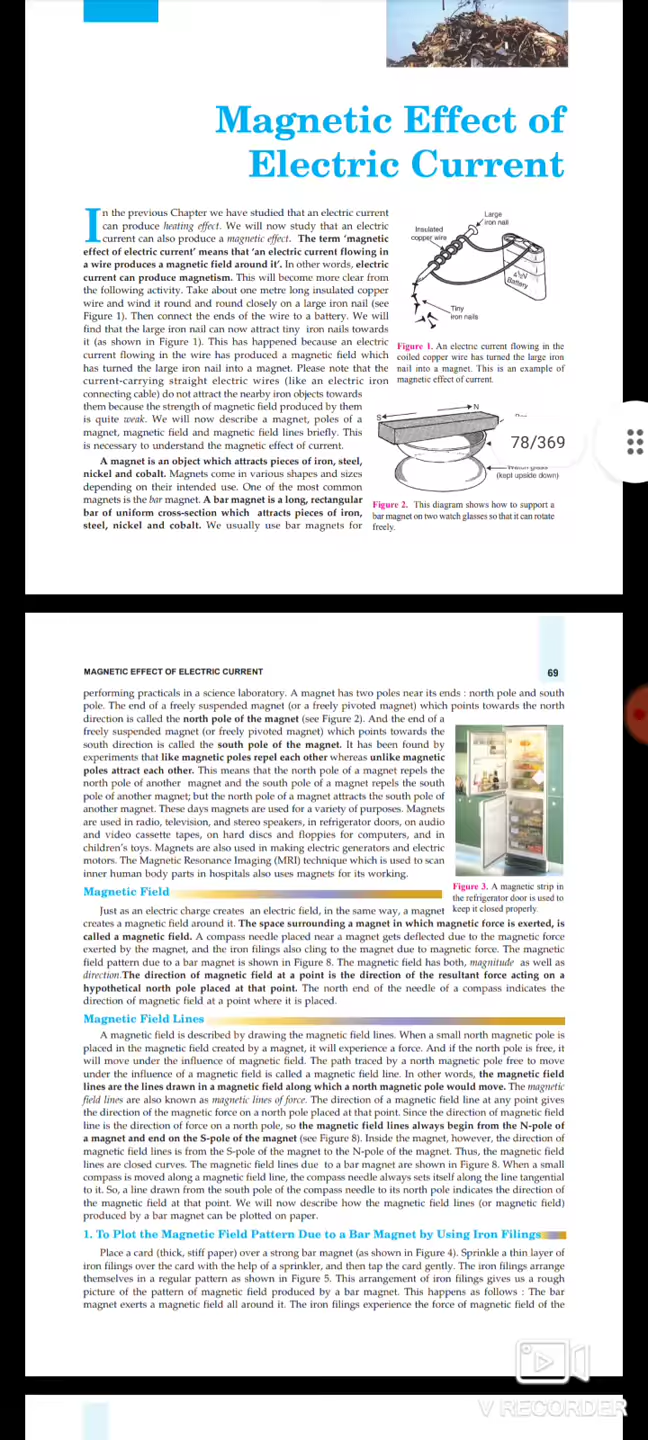 Magnetic Effect of
Electric Current
In the previous Chapter we have studied that an electric current
can produce heating effect. We will now study that an electric
current can also produce a magnetic effect. The term ‘magnetic
effect of electric current’ means that ‘an electric current flowing in
a wire produces a magnetic field around it’. In other words, electric
current can produce magnetism. This will become more clear from
the following activity. Take about one metre long insulated copper
wire and wind it round and round closely on a large iron nail (see
Figure 1). Then connect the ends of the wire to a battery. We will
find that the large iron nail can now attract tiny iron nails towards
it (as shown in Figure 1). This has happened because an electric
current flowing in the wire has produced a magnetic field which
has turned the large iron nail into a magnet. Please note that the
current-carrying straight electric wires (like an electric iron
connecting cable) do not attract the nearby iron objects towards
them because the strength of magnetic field produced by them
is quite weak. We will now describe a magnet, poles of a
magnet, magnetic field and magnetic field lines briefly. This
is necessary to understand the magnetic effect of current.
A magnet is an object which attracts pieces of iron, steel,
nickel and cobalt. Magnets come in various shapes and sizes
depending on their intended use. One of the most common
magnets is the bar magnet. A bar magnet is a long, rectangular
bar of uniform cross-section which attracts pieces of iron,
steel, nickel and cobalt. We usually use bar magnets for
Large
iron nail
Insulated
copper wire
4½V
Battery
Tiny
iron nails
Figure 1. An electric current flowing in the
coiled copper wire has turned the large iron
nail into a magnet. This is an example of
magnetic effect of current.
S
N
78/369
(kept upside down)
Figure 2. This diagram shows how to support a
bar magnet on two watch glasses so that it can rotate
freely.
MAGNETIC EFFECT OF ELECTRIC CURRENT
69
performing practicals in a science laboratory. A magnet has two poles near its ends : north pole and south
pole. The end of a freely suspended magnet (or a freely pivoted magnet) which points towards the north
direction is called the north pole of the magnet (see Figure 2). And the end of a
freely suspended magnet (or freely pivoted magnet) which points towards the
south direction is called the south pole of the magnet. It has been found by
experiments that like magnetic poles repel each other whereas unlike magnetic
poles attract each other. This means that the north pole of a magnet repels the
north pole of another magnet and the south pole of a magnet repels the south
pole of another magnet; but the north pole of a magnet attracts the south pole of
another magnet. These days magnets are used for a variety of purposes. Magnets
are used in radio, television, and stereo speakers, in refrigerator doors, on audio
and video cassette tapes, on hard discs and floppies for computers, and in
children's toys. Magnets are also used in making electric generators and electric
motors. The Magnetic Resonance Imaging (MRI) technique which is used to scan
inner human body parts in hospitals also uses magnets for its working.
Figure 3. A magnetic strip in
the refrigerator door is used to
keep it closed properly.
Magnetic Field
Just as an electric charge creates an electric field, in the same way, a magnet
creates a magnetic field around it. The space surrounding a magnet in which magnetic force is exerted, is
called a magnetic field. A compass needle placed near a magnet gets deflected due to the magnetic force
exerted by the magnet, and the iron filings also cling to the magnet due to magnetic force. The magnetic
field pattern due to a bar magnet is shown in Figure 8. The magnetic field has both, magnitude as well as
direction.The direction of magnetic field at a point is the direction of the resultant force acting on a
hypothetical north pole placed at that point. The north end of the needle of a compass indicates the
direction of magnetic field at a point where it is placed.
Magnetic Field Lines
A magnetic field is described by drawing the magnetic field lines. When a small north magnetic pole is
placed in the magnetic field created by a magnet, it will experience a force. And if the north pole is free, it
will move under the influence of magnetic field. The path traced by a north magnetic pole free to move
under the influence of a magnetic field is called a magnetic field line. In other words, the magnetic field
lines are the lines drawn in a magnetic field along which a north magnetic pole would move. The magnetic
field lines are also known as magnetic lines of force. The direction of a magnetic field line at any point gives
the direction of the magnetic force on a north pole placed at that point. Since the direction of magnetic field
line is the direction of force on a north pole, so the magnetic field lines always begin from the N-pole of
a magnet and end on the S-pole of the magnet (see Figure 8). Inside the magnet, however, the direction of
magnetic field lines is from the S-pole of the magnet to the N-pole of the magnet. Thus, the magnetic field
lines are closed curves. The magnetic field lines due to a bar magnet are shown in Figure 8. When a small
compass is moved along a magnetic field line, the compass needle always sets itself along the line tangential
to it. So, a line drawn from the south pole of the compass needle to its north pole indicates the direction of
the magnetic field at that point. We will now describe how the magnetic field lines (or magnetic field)
produced by a bar magnet can be plotted on paper.
1. To Plot the Magnetic Field Pattern Due to a Bar Magnet by Using Iron Filings
Place a card (thick, stiff paper) over a strong bar magnet (as shown in Figure 4). Sprinkle a thin layer of
iron filings over the card with the help of a sprinkler, and then tap the card gently. The iron filings arrange
themselves in a regular pattern as shown in Figure 5. This arrangement of iron filings gives us a rough
picture of the pattern of magnetic field produced by a bar magnet. This happens as follows : The bar
magnet exerts a magnetic field all around it. The iron filings experience the force of magnetic field of the
V RECORDER